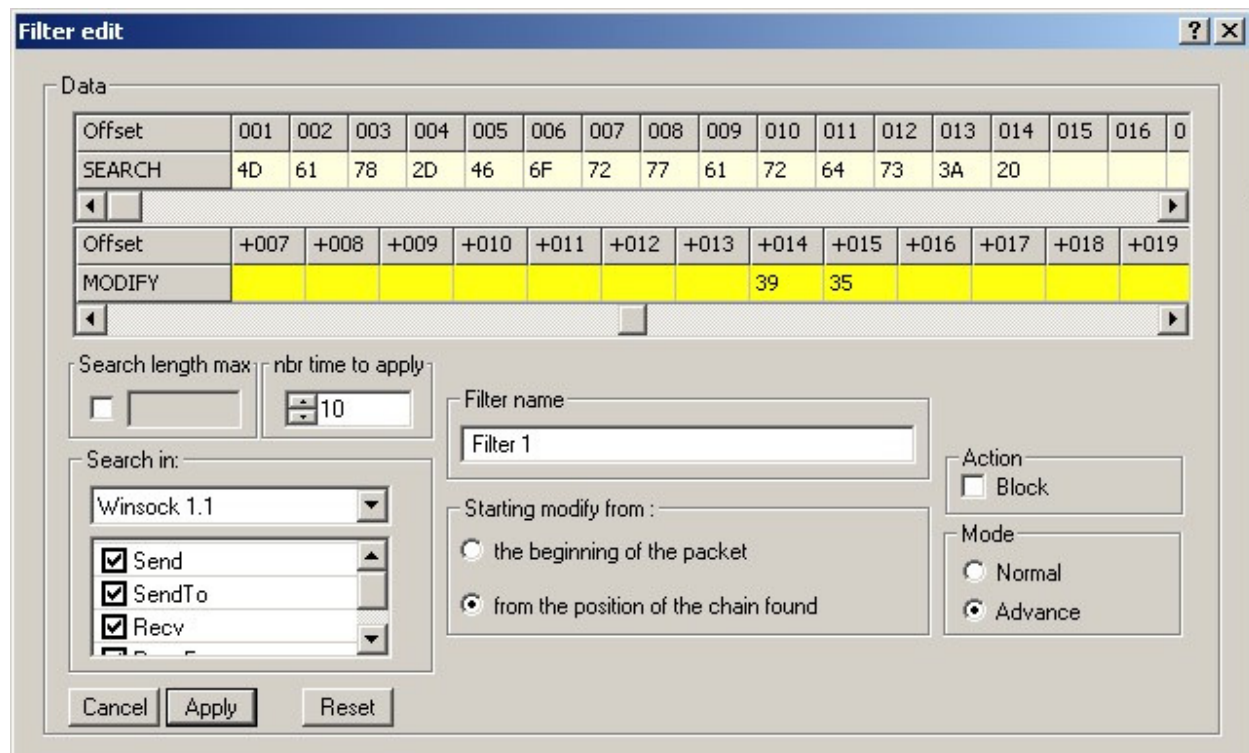 Filter edit
Data
Offset 001 002 003 004 005 006 007 008 009 010 011 012 013 014 015 016 0
SEARCH 4D 61 78 2D 46 6F 72 77 61 72 64 73 3A 20
Offset +007 +008 +009 +010 +011 +012 +013 +014 +015 +016 +017 +018 +019
MODIFY 39 35
Search length max
nbr time to apply
10
Filter name
Filter 1
Search in:
Winsock 1.1
Send
SendTo
Recv
Starting modify from :
the beginning of the packet
from the position of the chain found
Action
Block
Mode
Normal
Advance
Cancel Apply Reset